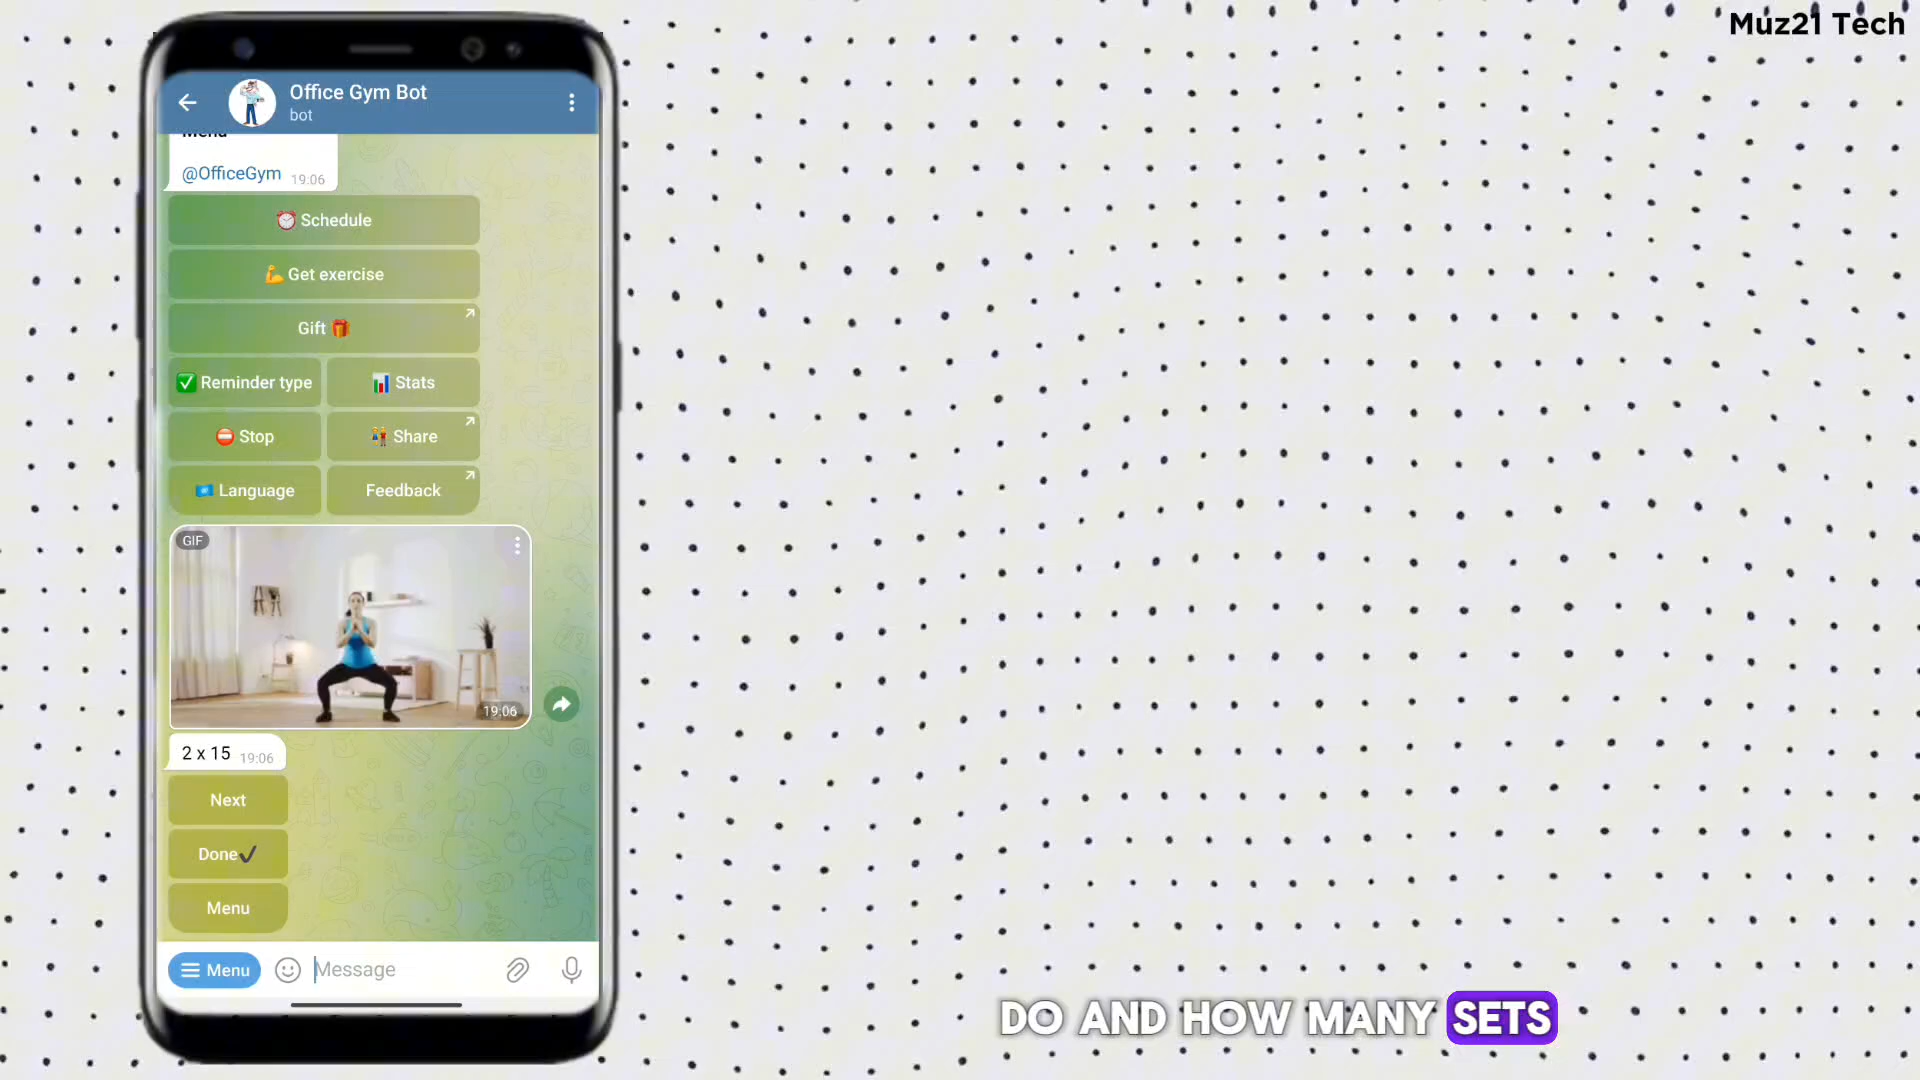 Muz21 Tech
Office Gym Bot
bot
Menu
@OfficeGym 19:06
Schedule
Get exercise
Gift
Reminder type
Stats
Stop
Share
Language
Feedback
GIF
19:06
2 x 15 19:06
Next
Done
Menu
Menu
Message
DO AND HOW MANY SETS